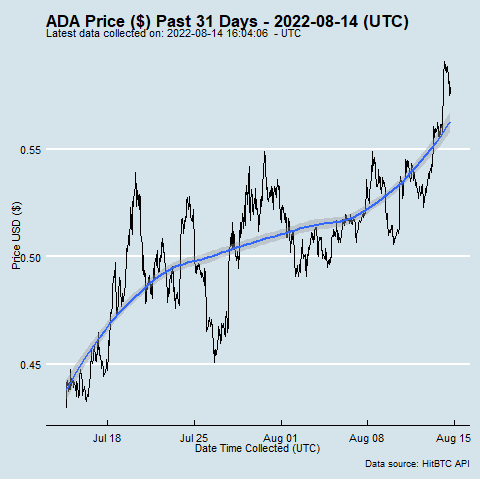 ADA Price ($) Past 31 Days - 2022-08-14 (UTC)
Latest data collected on: 2022-08-14 16:04:06  - UTC
Price USD ($)
0.55
0.50
0.45
Jul 18 Jul 25 Aug 01 Aug 08 Aug 15
Date Time Collected (UTC)
Data source: HitBTC API